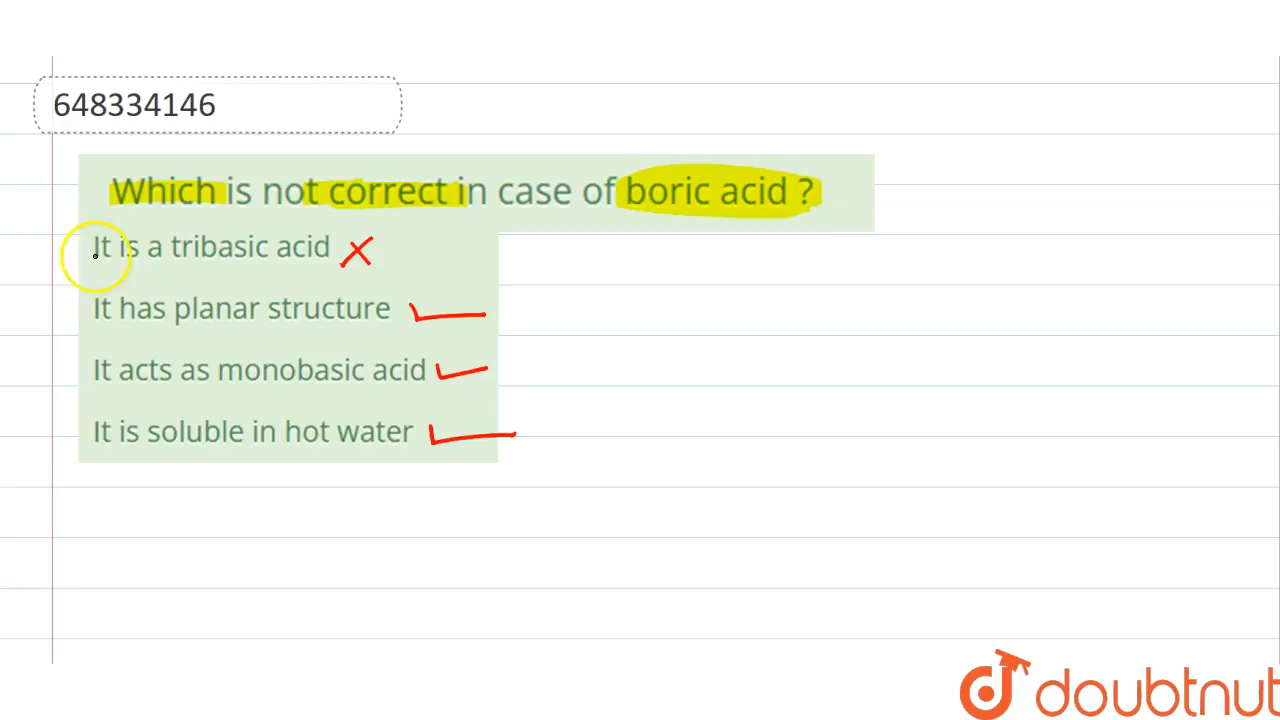 648334146
Which is not correct in case of boric acid ?
It is a tribasic acid
It has planar structure
It acts as monobasic acid
It is soluble in hot water
doubtnut